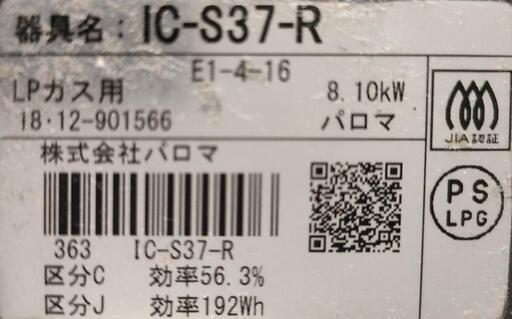 器具名：IC-S37-R
E1-4-16
LPガス用 8.10kW
18･12-901566 パロマ
JIA認証
株式会社パロマ
PS
LPG
363 IC-S37-R
区分C 効率56.3%
区分J 効率192Wh